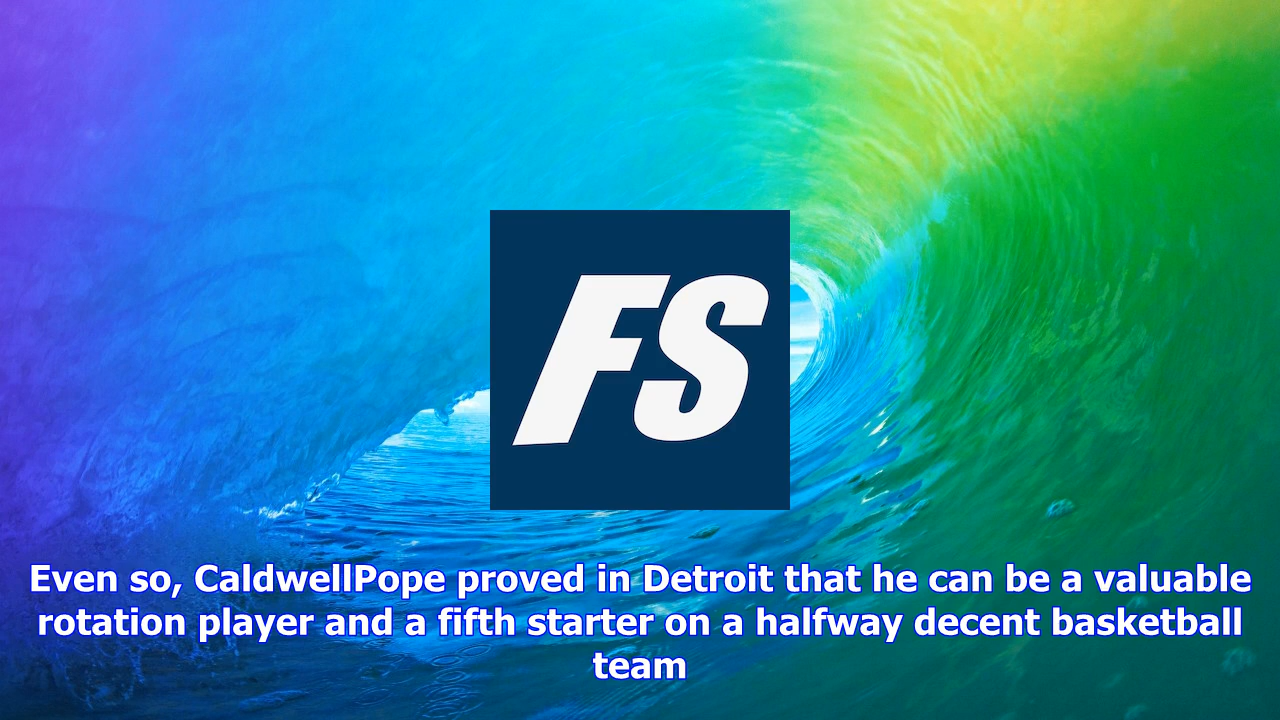 FS
Even so, CaldwellPope proved in Detroit that he can be a valuable
rotation player and a fifth starter on a halfway decent basketball
team